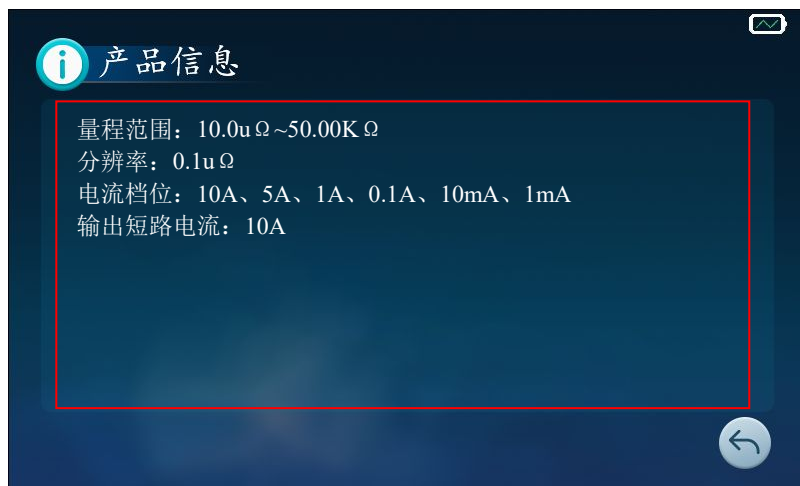 产品信息
量程范围：10.0uΩ~50.00KΩ
分辨率：0.1uΩ
电流档位：10A、5A、1A、0.1A、10mA、1mA
输出短路电流：10A